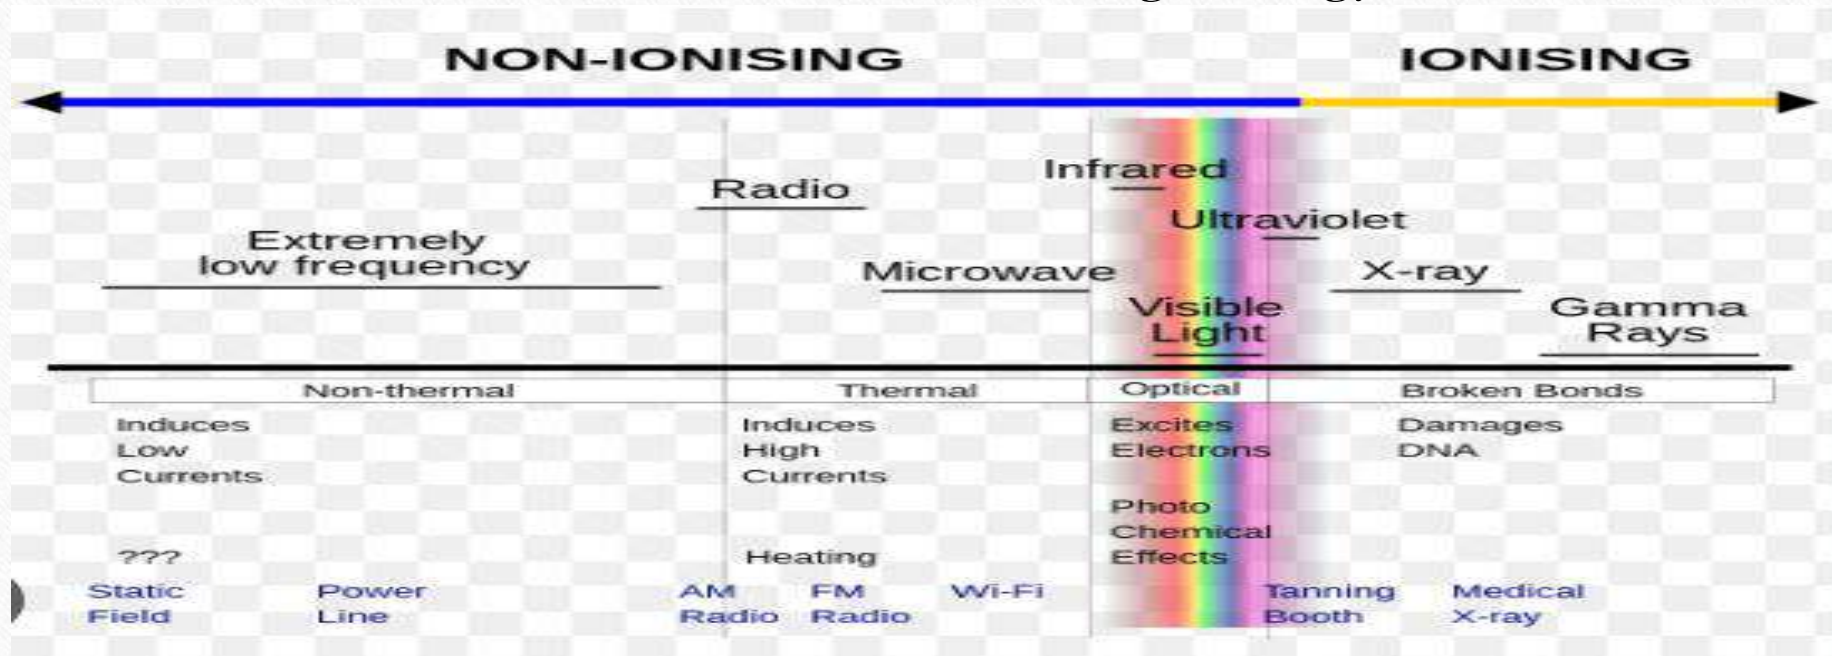 NON-IONISING IONISING
Infrared
Radio
Ultraviolet
Extremely
low frequency
Microwave
X-ray
Visible
Light
Gamma
Rays
Non-thermal Thermal Optical Broken Bonds
Induces Induces Excites Damages
Low High Electrons DNA
Currents Currents
Photo
Chemical
??? Heating Effects
Static Power AM FM Wi-Fi Tanning Medical
Field Line Radio Radio Booth X-ray